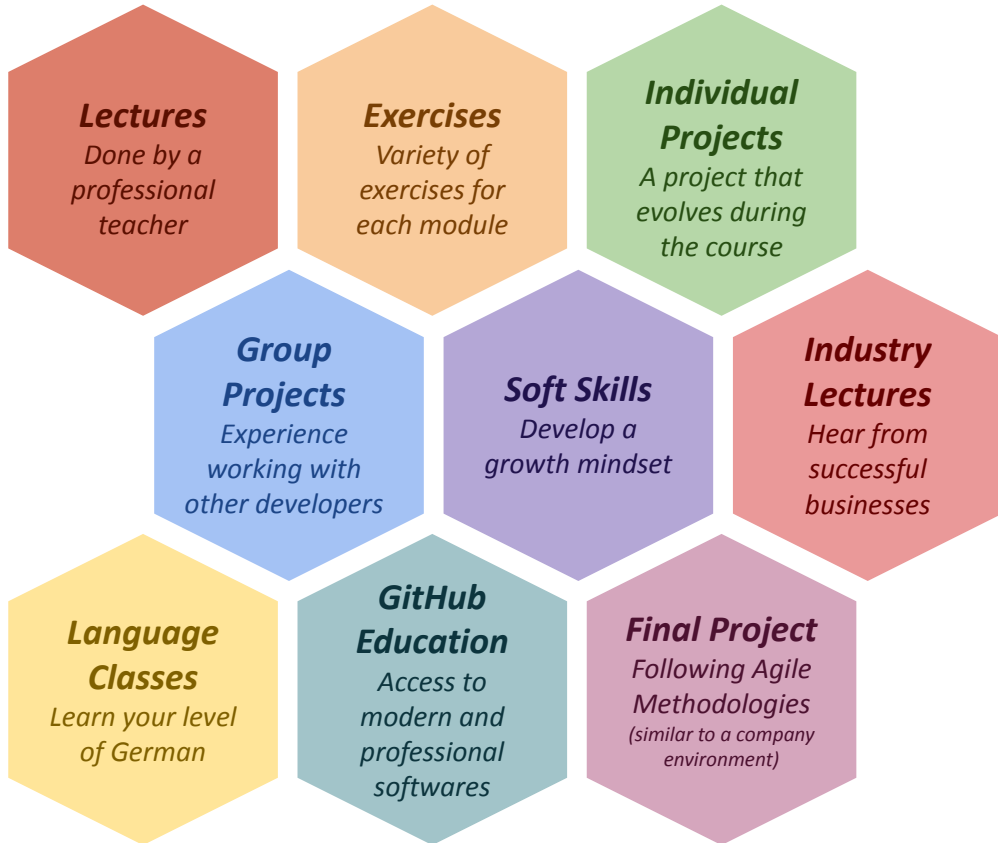 Lectures
Done by a
professional
teacher
Exercises
Variety of
exercises for
each module
Individual
Projects
A project that
evolves during
the course
Group
Projects
Experience
working with
other developers
Soft Skills
Develop a
growth mindset
Industry
Lectures
Hear from
successful
businesses
Language
Classes
Learn your level
of German
GitHub
Education
Access to
modern and
professional
softwares
Final Project
Following Agile
Methodologies
(similar to a company
environment)